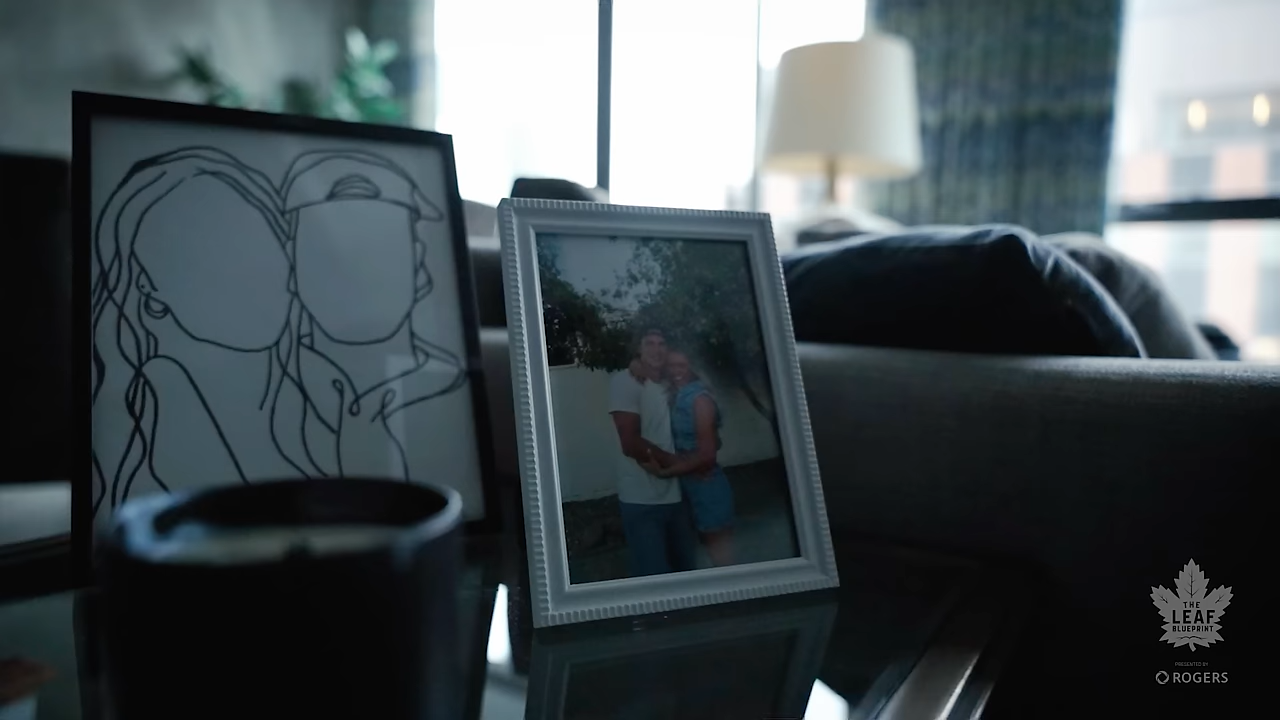 THE
LEAF
BLUEPRINT
PRESENTED BY
ROGERS